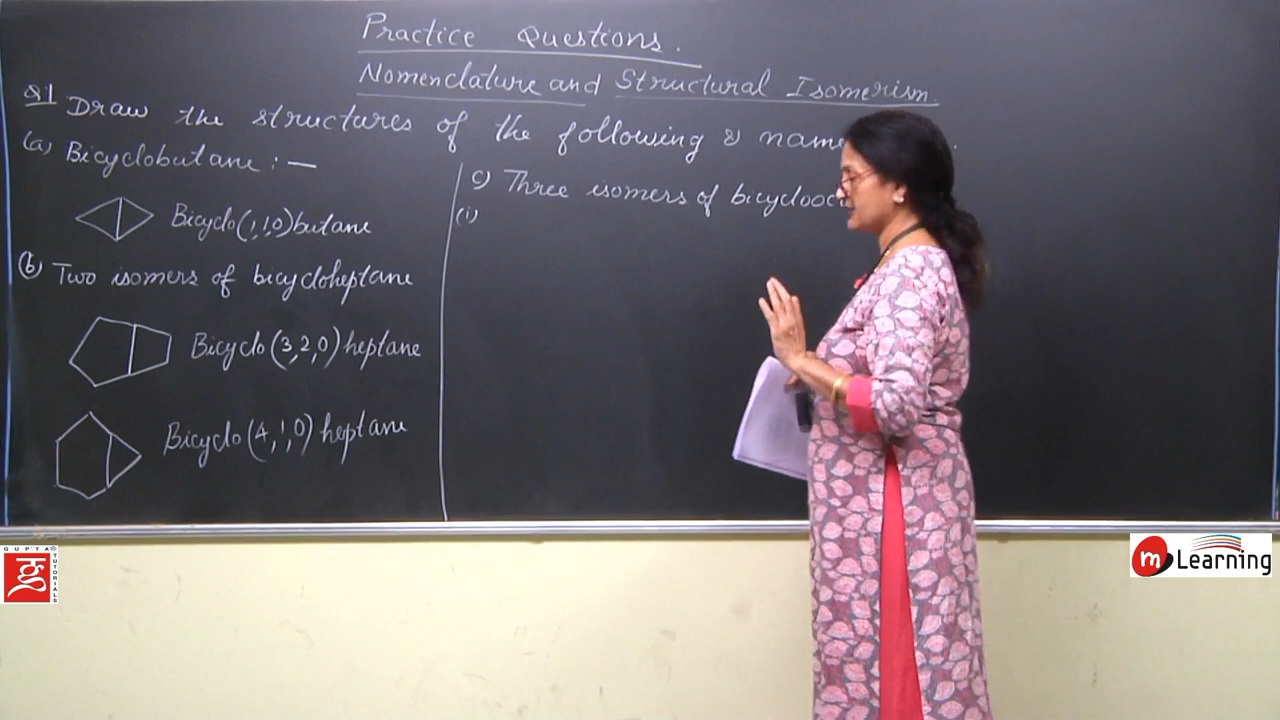 Practice Questions.
Nomenclature and Structural Isomerism
Q1 Draw the structures of the following & name
(a) Bicyclobutane : —
Bicyclo(1,1,0)butane
(b) Two isomers of bicycloheptane
Bicyclo(3,2,0)heptane
Bicyclo(4,1,0)heptane
c) Three isomers of
(i)
GUPTA
TUTORIALS
m Learning